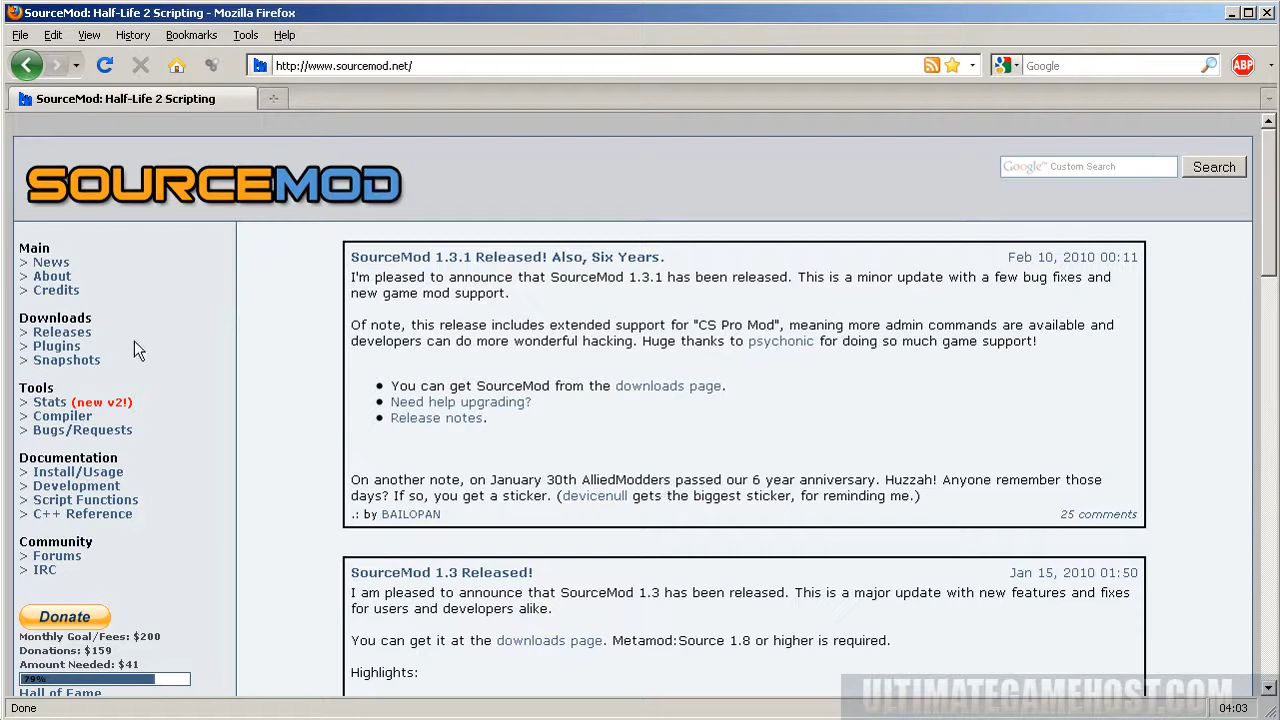 SourceMod: Half-Life 2 Scripting - Mozilla Firefox
File Edit View History Bookmarks Tools Help
http://www.sourcemod.net/
Google
ABP
SourceMod: Half-Life 2 Scripting
SOURCEMOD
Google™ Custom Search
Search
Main
> News
> About
> Credits
Downloads
> Releases
> Plugins
> Snapshots
Tools
> Stats (new v2!)
> Compiler
> Bugs/Requests
Documentation
> Install/Usage
> Development
> Script Functions
> C++ Reference
Community
> Forums
> IRC
Donate
Monthly Goal/Fees: $200
Donations: $159
Amount Needed: $41
79%
Hall of Fame
SourceMod 1.3.1 Released! Also, Six Years. Feb 10, 2010 00:11
I'm pleased to announce that SourceMod 1.3.1 has been released. This is a minor update with a few bug fixes and
new game mod support.
Of note, this release includes extended support for "CS Pro Mod", meaning more admin commands are available and
developers can do more wonderful hacking. Huge thanks to psychonic for doing so much game support!
You can get SourceMod from the downloads page.
Need help upgrading?
Release notes.
On another note, on January 30th AlliedModders passed our 6 year anniversary. Huzzah! Anyone remember those
days? If so, you get a sticker. (devicenull gets the biggest sticker, for reminding me.)
.: by BAILOPAN 25 comments
SourceMod 1.3 Released! Jan 15, 2010 01:50
I am pleased to announce that SourceMod 1.3 has been released. This is a major update with new features and fixes
for users and developers alike.
You can get it at the downloads page. Metamod:Source 1.8 or higher is required.
Highlights:
ULTIMATEGAMEHOST.COM
Done 04:03